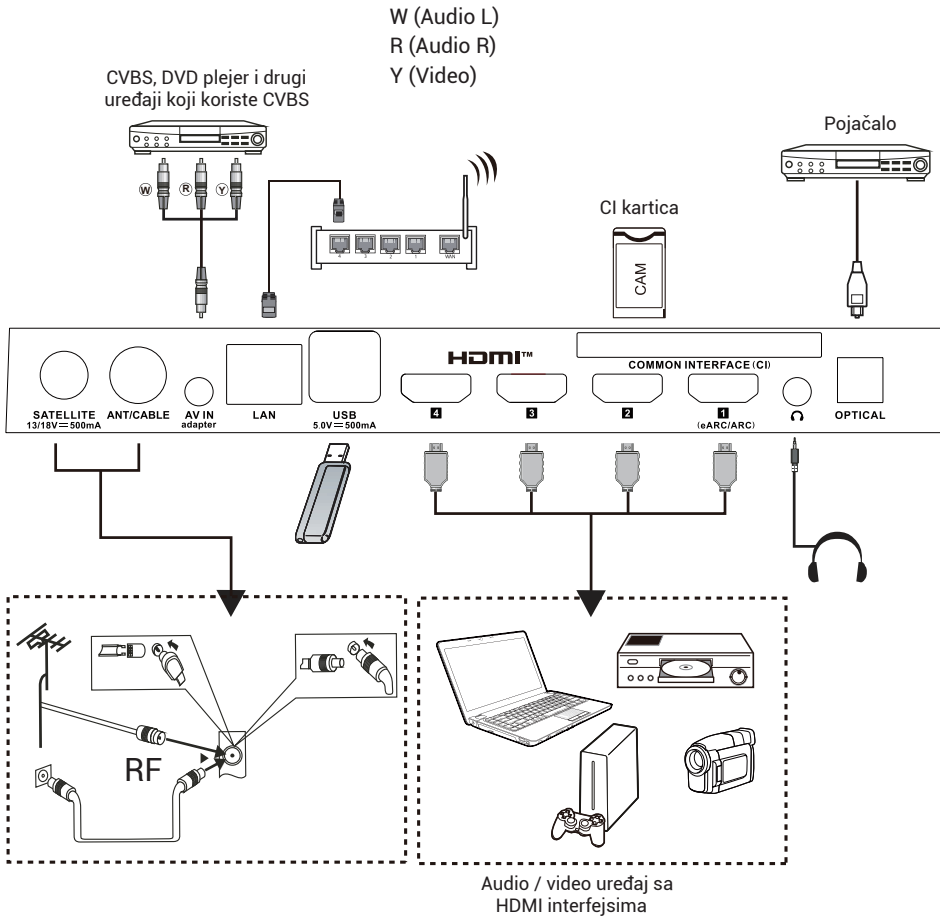 W (Audio L)
R (Audio R)
Y (Video)
CVBS, DVD plejer i drugi
uređaji koji koriste CVBS
Pojačalo
W R Y
CI kartica
4 3 2 1 WAN
CAM
HDMI™
COMMON INTERFACE (CI)
SATELLITE
13/18V⎓500mA
ANT/CABLE
AV IN
adapter
LAN
USB
5.0V⎓500mA
4
3
2
1
(eARC/ARC)
OPTICAL
RF
Audio / video uređaj sa
HDMI interfejsima